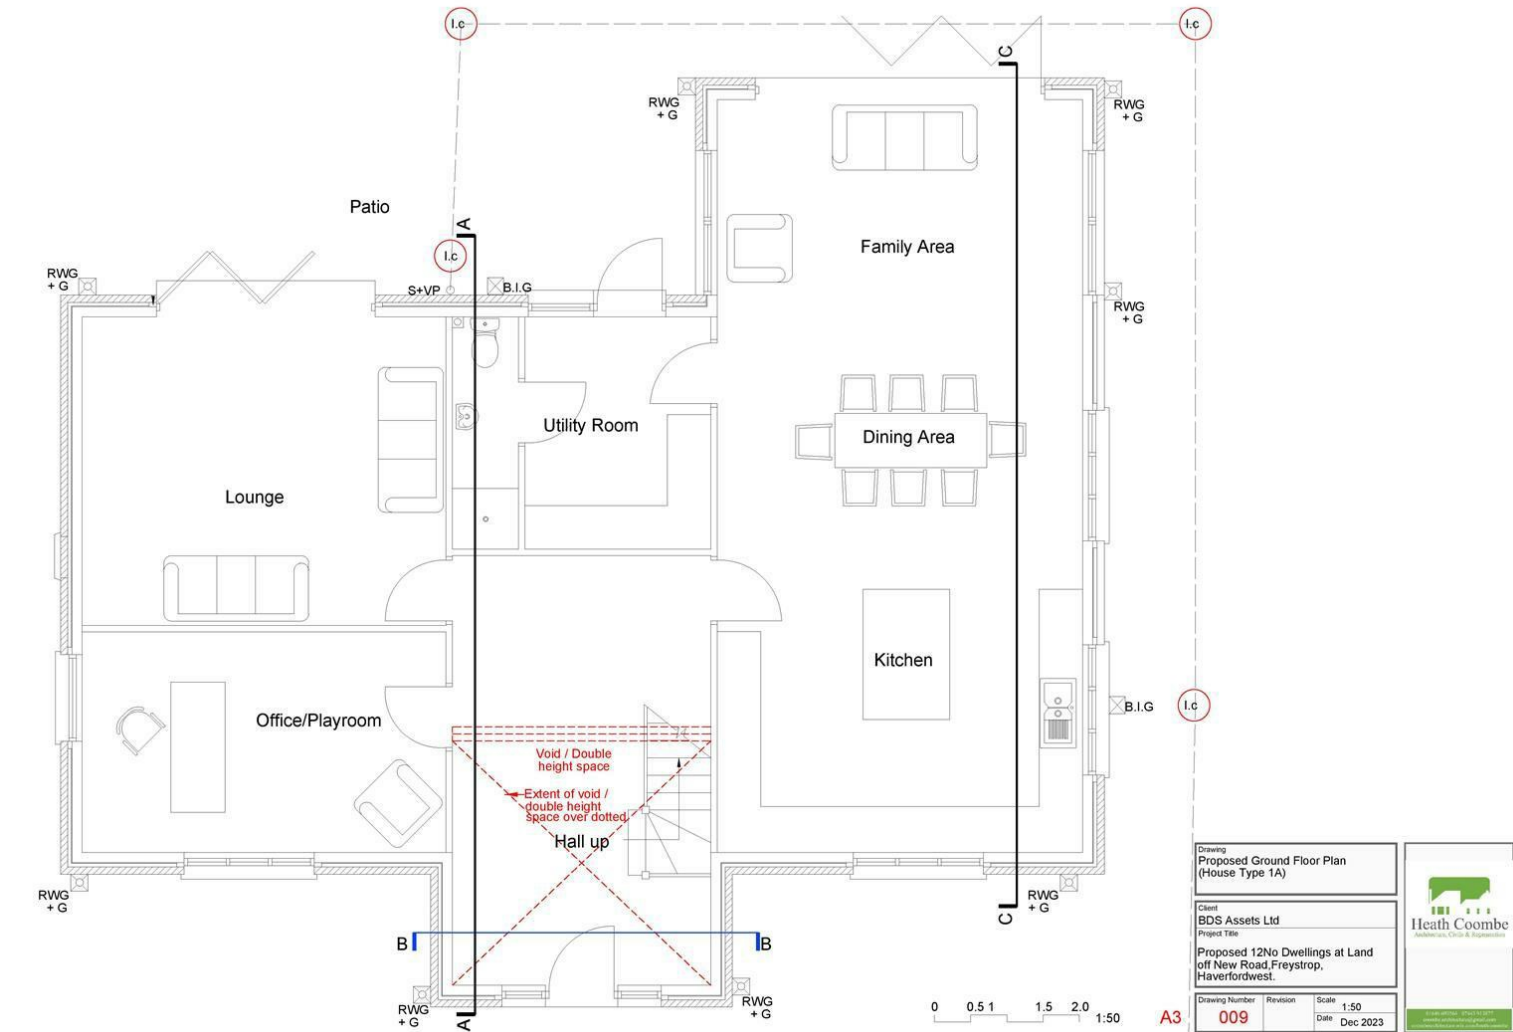 I.c
I.c
C
RWG
+ G
RWG
+ G
Patio
A
Family Area
I.c
RWG
+ G
S+VP
B.I.G
RWG
+ G
Utility Room
Dining Area
Lounge
Kitchen
B.I.G
I.c
Office/Playroom
Void / Double
height space
Extent of void /
double height
space over dotted
Hall up
RWG
+ G
RWG
+ G
C
B
B
RWG
+ G
RWG
+ G
A
0 0.5 1 1.5 2.0 1:50
A3
Drawing
Proposed Ground Floor Plan
(House Type 1A)
Client
BDS Assets Ltd
Project Title
Proposed 12No Dwellings at Land
off New Road,Freystrop,
Haverfordwest.
Drawing Number
009
Revision
Scale
1:50
Date
Dec 2023
Heath Coombe